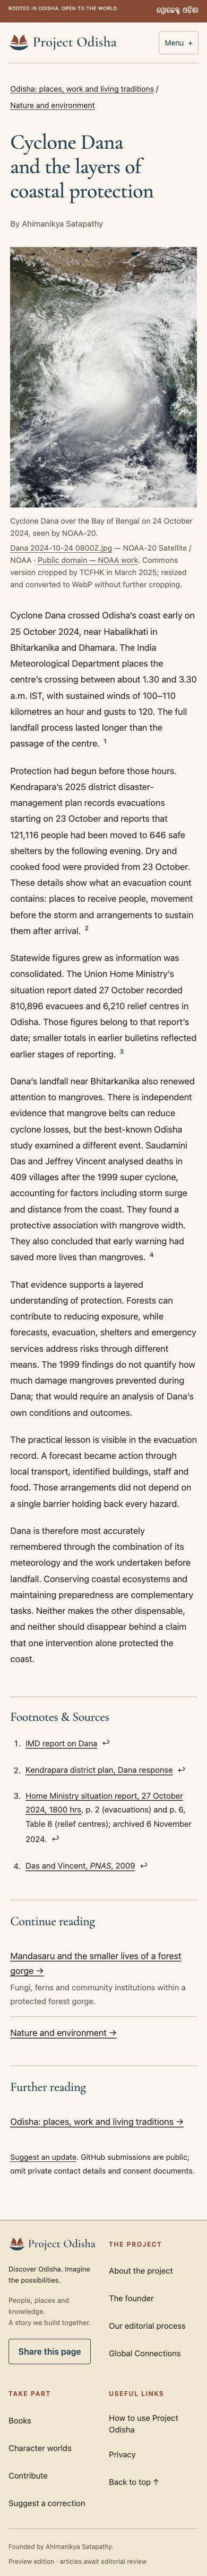 ROOTED IN ODISHA. OPEN TO THE WORLD.
ପ୍ରୋଜେକ୍ଟ ଓଡ଼ିଶା
Project Odisha
Menu +
Odisha: places, work and living traditions /
Nature and environment
Cyclone Dana
and the layers of
coastal protection
By Ahimanikya Satapathy
Cyclone Dana over the Bay of Bengal on 24 October
2024, seen by NOAA-20.
Dana 2024-10-24 0800Z.jpg — NOAA-20 Satellite /
NOAA · Public domain — NOAA work. Commons
version cropped by TCFHK in March 2025; resized
and converted to WebP without further cropping.
Cyclone Dana crossed Odisha’s coast early on
25 October 2024, near Habalikhati in
Bhitarkanika and Dhamara. The India
Meteorological Department places the
centre’s crossing between about 1.30 and 3.30
a.m. IST, with sustained winds of 100–110
kilometres an hour and gusts to 120. The full
landfall process lasted longer than the
passage of the centre. 1
Protection had begun before those hours.
Kendrapara’s 2025 district disaster-
management plan records evacuations
starting on 23 October and reports that
121,116 people had been moved to 646 safe
shelters by the following evening. Dry and
cooked food were provided from 23 October.
These details show what an evacuation order
contains: places to receive people, movement
before the storm and arrangements to sustain
them after arrival. 2
Statewide figures grew as information was
consolidated. The Union Home Ministry’s
situation report dated 27 October recorded
810,896 evacuees and 6,210 relief centres in
Odisha. Those figures belong to that report’s
date; smaller totals in earlier bulletins reflected
earlier stages of reporting. 3
Dana’s landfall near Bhitarkanika also renewed
attention to mangroves. There is independent
evidence that mangrove belts can reduce
cyclone losses, but the best-known Odisha
study examined a different event. Saudamini
Das and Jeffrey Vincent analysed deaths in
409 villages after the 1999 super cyclone,
accounting for factors including storm surge
and distance from the coast. They found a
protective association with mangrove width.
They also concluded that early warning had
saved more lives than mangroves. 4
That evidence supports a layered
understanding of protection. Forests can
contribute to reducing exposure, while
forecasts, evacuation, shelters and emergency
services address risks through different
means. The 1999 findings do not quantify how
much damage mangroves prevented during
Dana; that would require an analysis of Dana’s
own conditions and outcomes.
The practical lesson is visible in the evacuation
record. A forecast became action through
local transport, identified buildings, staff and
food. Those arrangements did not depend on
a single barrier holding back every hazard.
Dana is therefore most accurately
remembered through the combination of its
meteorology and the work undertaken before
landfall. Conserving coastal ecosystems and
maintaining preparedness are complementary
tasks. Neither makes the other dispensable,
and neither should disappear behind a claim
that one intervention alone protected the
coast.
Footnotes & Sources
1. IMD report on Dana ↩
2. Kendrapara district plan, Dana response ↩
3. Home Ministry situation report, 27 October
2024, 1800 hrs, p. 2 (evacuations) and p. 6,
Table 8 (relief centres); archived 6 November
2024. ↩
4. Das and Vincent, PNAS, 2009 ↩
Continue reading
Mandasaru and the smaller lives of a forest
gorge →
Fungi, ferns and community institutions within a
protected forest gorge.
Nature and environment →
Further reading
Odisha: places, work and living traditions →
Suggest an update. GitHub submissions are public;
omit private contact details and consent documents.
Project Odisha
Discover Odisha. Imagine
the possibilities.
People, places and
knowledge.
A story we build together.
Share this page
THE PROJECT
About the project
The founder
Our editorial process
Global Connections
TAKE PART
Books
Character worlds
Contribute
Suggest a correction
USEFUL LINKS
How to use Project
Odisha
Privacy
Back to top ↑
Founded by Ahimanikya Satapathy.
Preview edition · articles await editorial review